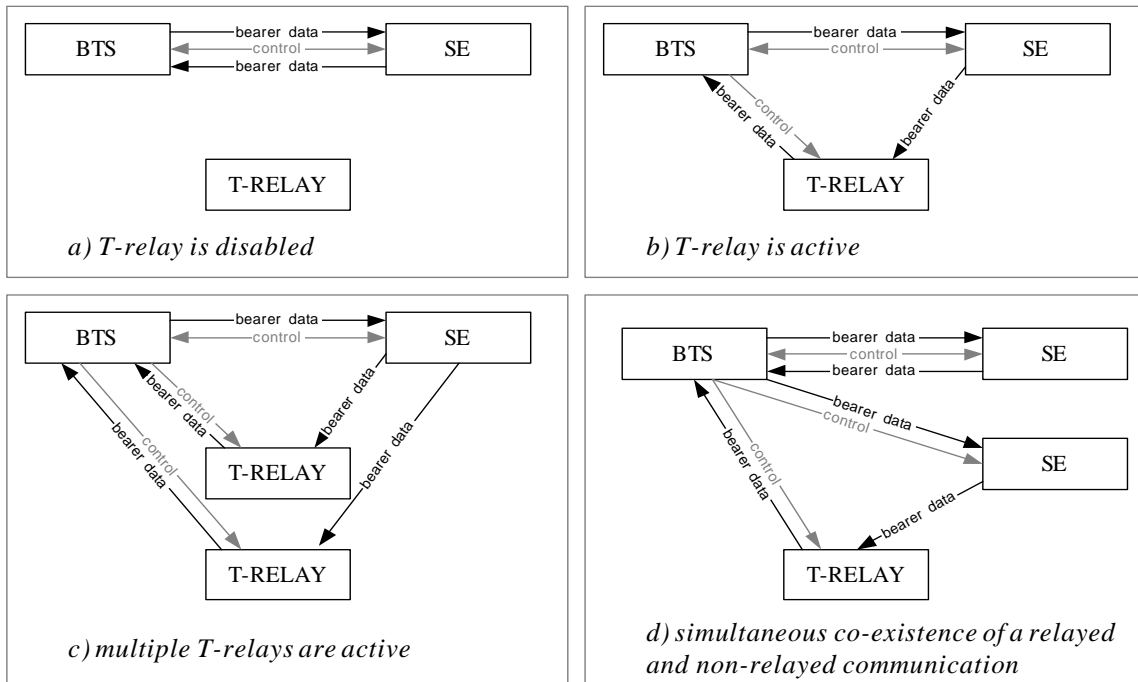 BTS
bearer data
control
bearer data
SE
T-RELAY
a) T-relay is disabled
BTS
bearer data
control
SE
control
bearer data
bearer data
T-RELAY
b) T-relay is active
BTS
bearer data
control
SE
control
bearer data
bearer data
control
bearer data
bearer data
T-RELAY
T-RELAY
c) multiple T-relays are active
BTS
bearer data
control
bearer data
SE
bearer data
control
SE
control
bearer data
bearer data
T-RELAY
d) simultaneous co-existence of a relayed
and non-relayed communication